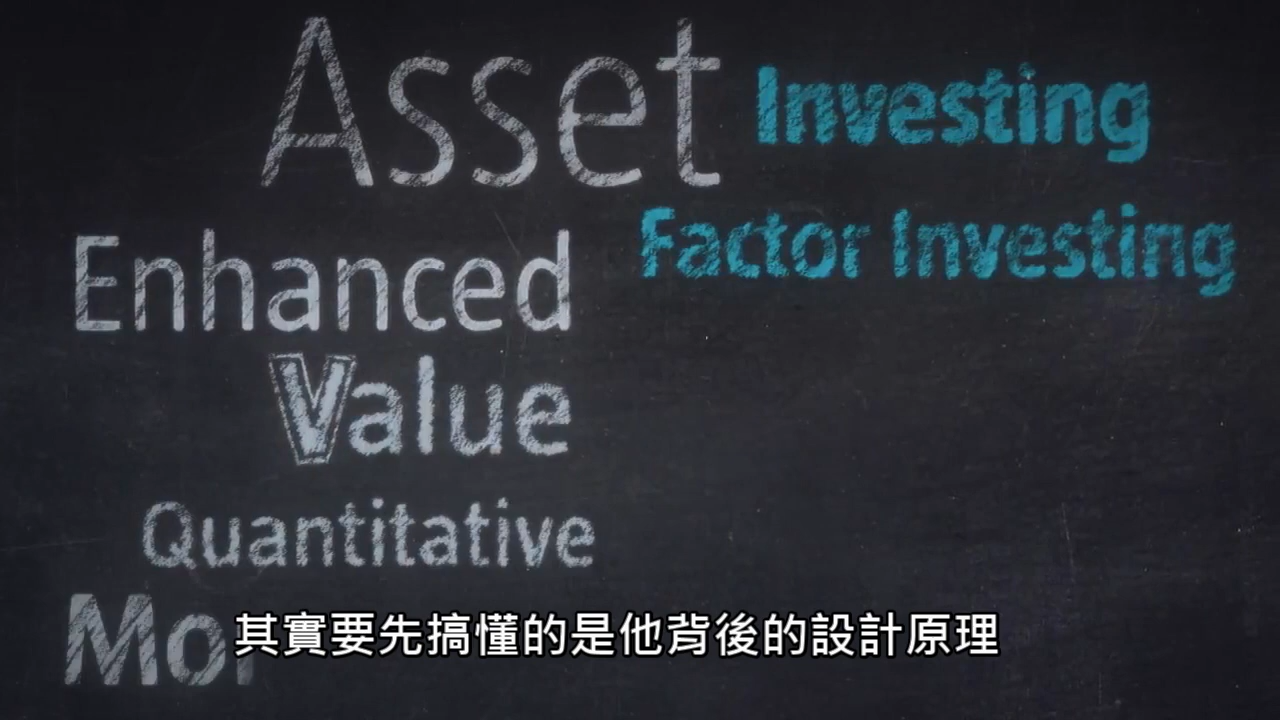 Asset Investing
Enhanced Factor Investing
Value
Quantitative
其實要先搞懂的是他背後的設計原理